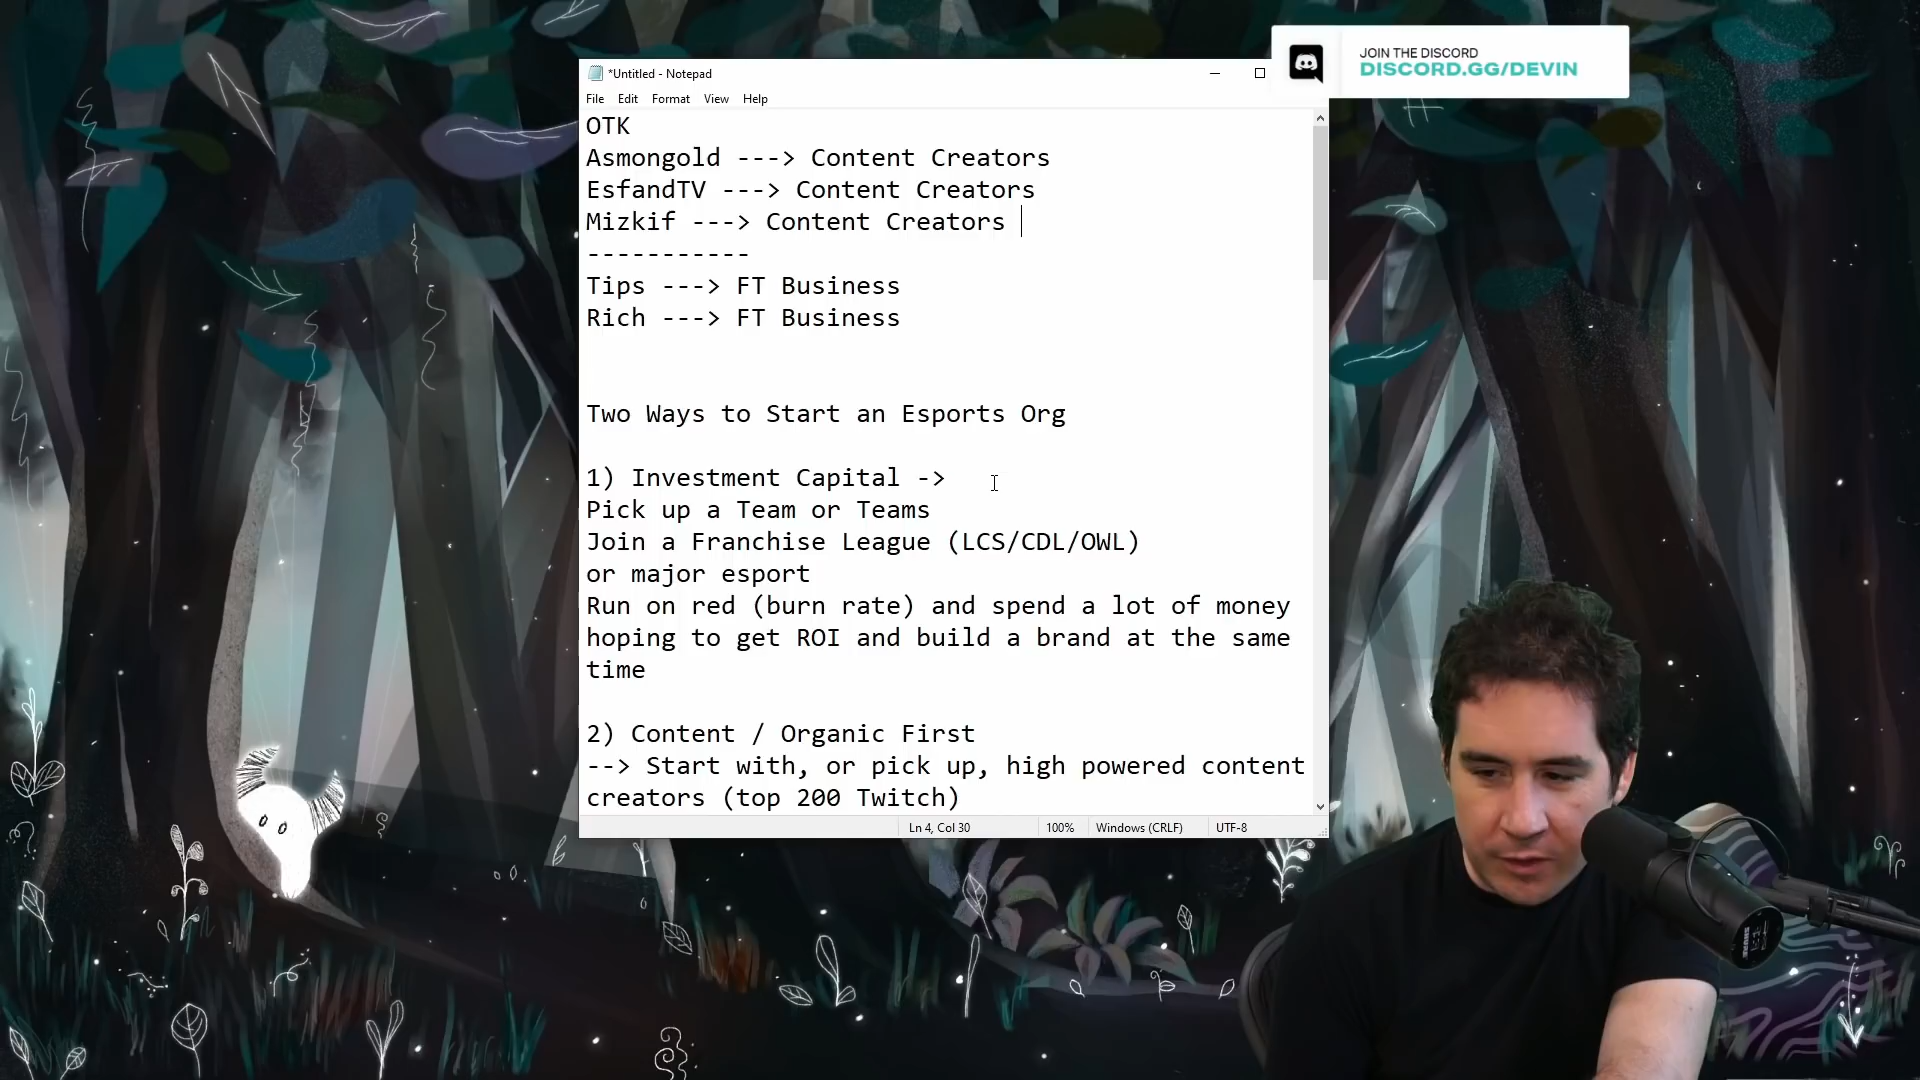 JOIN THE DISCORD
DISCORD.GG/DEVIN
*Untitled - Notepad
File Edit Format View Help
OTK
Asmongold ---> Content Creators
EsfandTV ---> Content Creators
Mizkif ---> Content Creators
-----------
Tips ---> FT Business
Rich ---> FT Business
Two Ways to Start an Esports Org
1) Investment Capital ->
Pick up a Team or Teams
Join a Franchise League (LCS/CDL/OWL)
or major esport
Run on red (burn rate) and spend a lot of money
hoping to get ROI and build a brand at the same
time
2) Content / Organic First
--> Start with, or pick up, high powered content
creators (top 200 Twitch)
Ln 4, Col 30 100% Windows (CRLF) UTF-8
SHURE